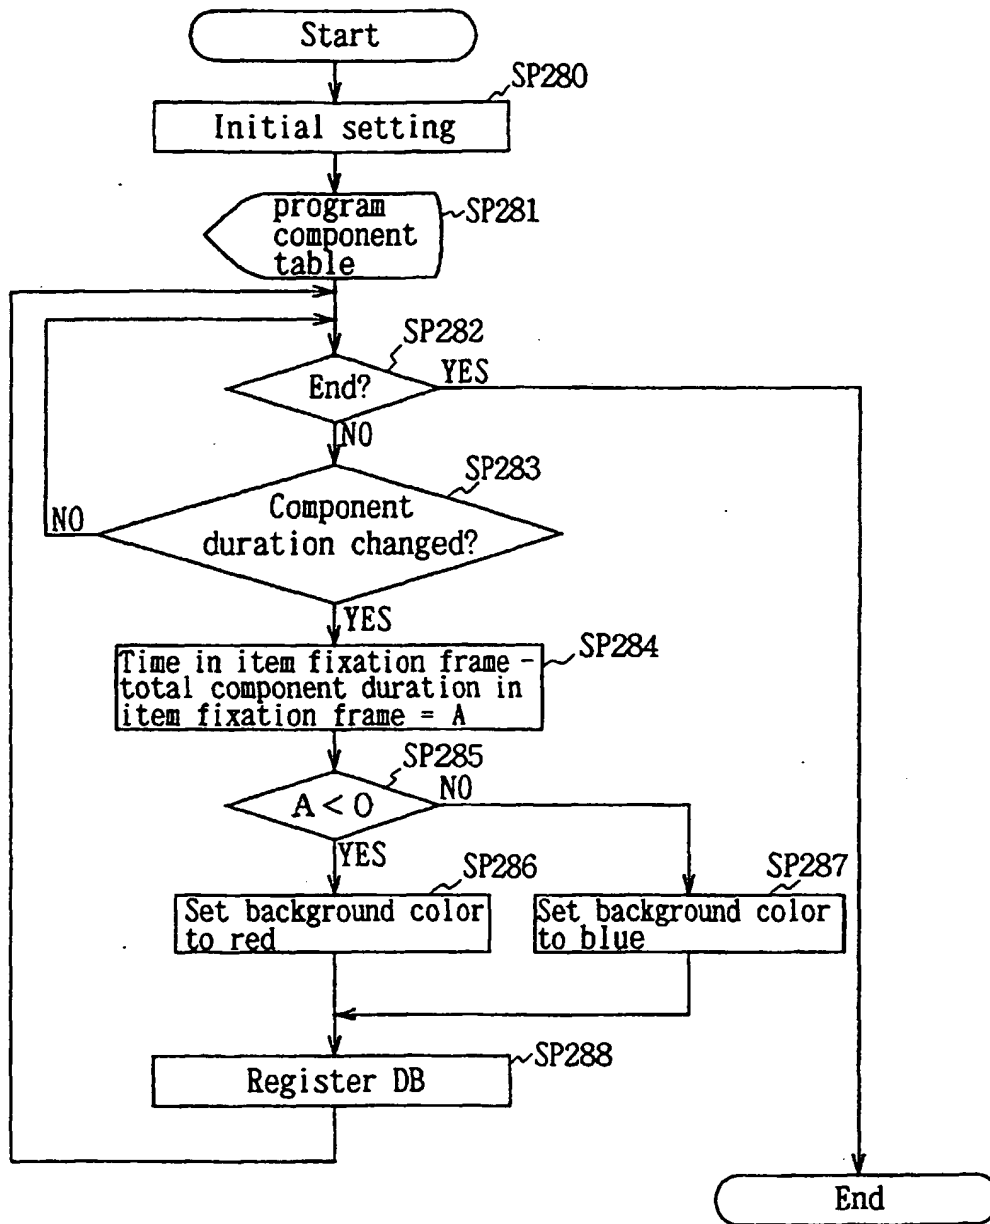 Start
SP280
Initial setting
program
component
table
SP281
SP282
End?
YES
NO
SP283
Component
duration changed?
NO
YES
SP284
Time in item fixation frame -
total component duration in
item fixation frame = A
SP285
A < 0
NO
YES
SP286
Set background color
to red
SP287
Set background color
to blue
SP288
Register DB
End